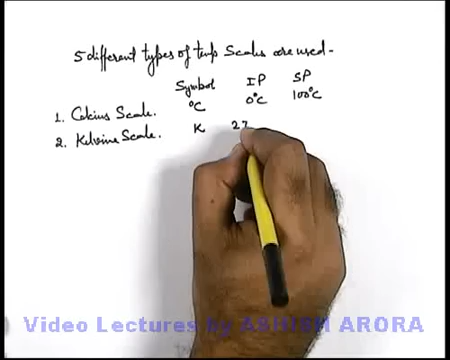 5 different types of temp Scales are used-
Symbol IP SP
1. Celcius Scale. °C 0°C 100°C
2. Kelvine Scale. K 27
Video Lectures by ASHISH ARORA